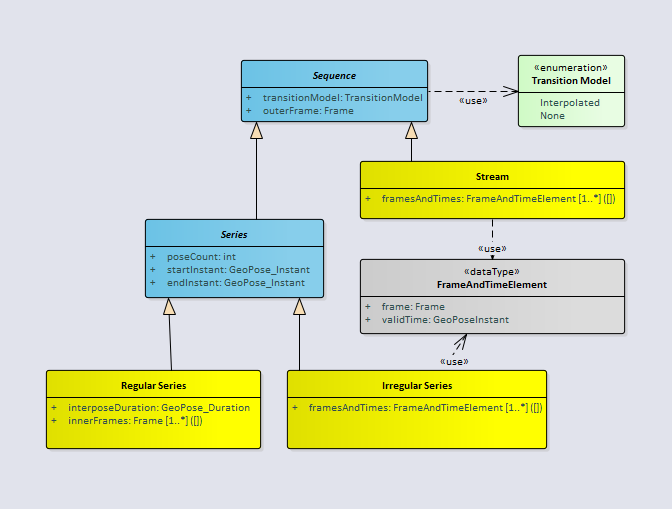 Sequence
+ transitionModel: TransitionModel
+ outerFrame: Frame
«use»
«enumeration»
Transition Model
Interpolated
None
Stream
+ framesAndTimes: FrameAndTimeElement [1..*] ([])
«use»
Series
+ poseCount: int
+ startInstant: GeoPose_Instant
+ endInstant: GeoPose_Instant
«dataType»
FrameAndTimeElement
+ frame: Frame
+ validTime: GeoPoseInstant
«use»
Regular Series
+ interposeDuration: GeoPose_Duration
+ innerFrames: Frame [1..*] ([])
Irregular Series
+ framesAndTimes: FrameAndTimeElement [1..*] ([])